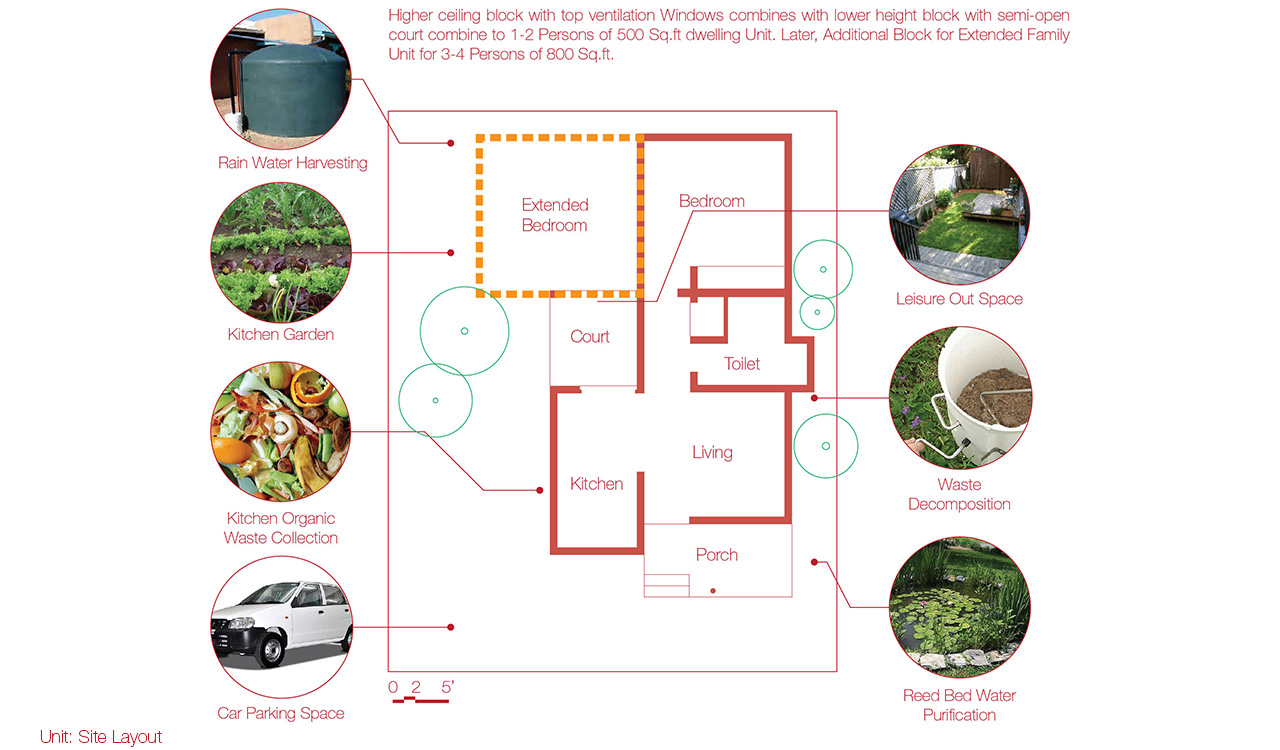 Higher ceiling block with top ventilation Windows combines with lower height block with semi-open
court combine to 1-2 Persons of 500 Sq.ft dwelling Unit. Later, Additional Block for Extended Family
Unit for 3-4 Persons of 800 Sq.ft.
Rain Water Harvesting
Kitchen Garden
Kitchen Organic
Waste Collection
Car Parking Space
Extended
Bedroom
Bedroom
Court
Toilet
Living
Kitchen
Porch
Leisure Out Space
Waste
Decomposition
Reed Bed Water
Purification
0 2 5'
Unit: Site Layout